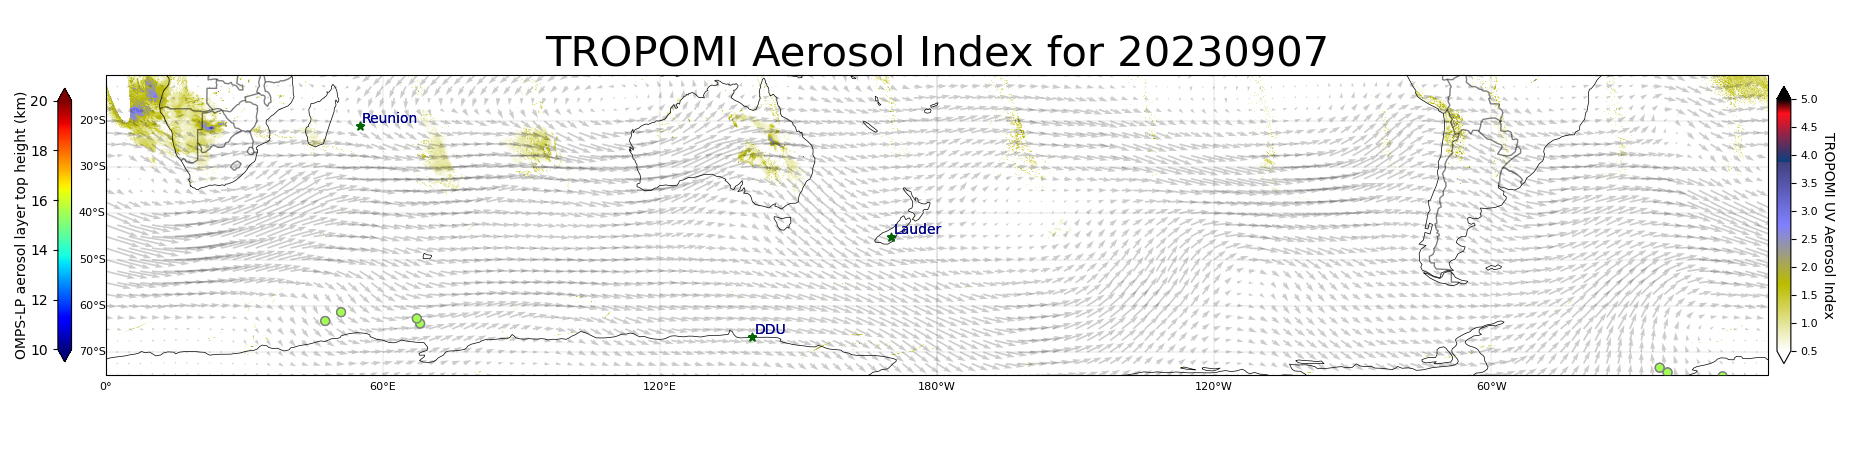 TROPOMI Aerosol Index for 20230907
OMPS-LP aerosol layer top height (km)
20
18
16
14
12
10
20°S
30°S
40°S
50°S
60°S
70°S
0°
60°E
120°E
180°W
120°W
60°W
Reunion
Lauder
DDU
5.0
4.5
4.0
3.5
3.0
2.5
2.0
1.5
1.0
0.5
TROPOMI UV Aerosol Index